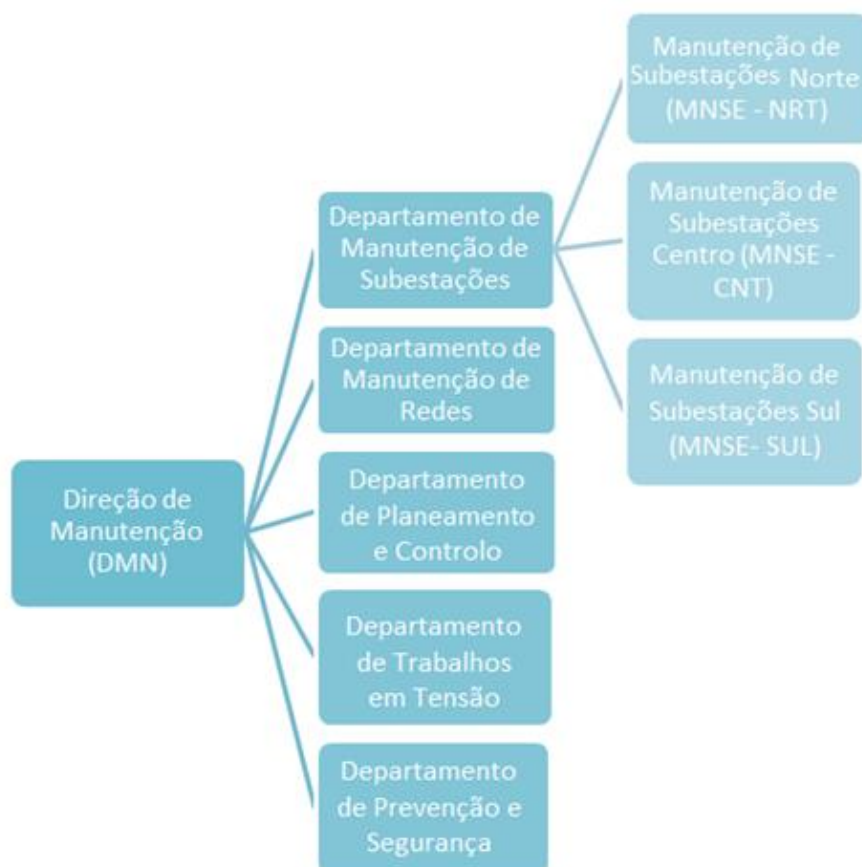 Direção de
Manutenção
(DMN)
Departamento de
Manutenção de
Subestações
Departamento de
Manutenção de
Redes
Departamento
de Planeamento
e Controlo
Departamento
de Trabalhos
em Tensão
Departamento
de Prevenção e
Segurança
Manutenção de
Subestações Norte
(MNSE - NRT)
Manutenção de
Subestações
Centro (MNSE -
CNT)
Manutenção de
Subestações Sul
(MNSE- SUL)